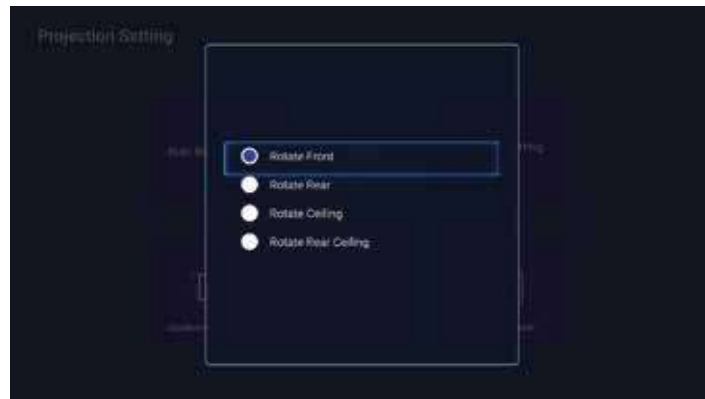 Projection Setting
Rotate Front
Rotate Rear
Rotate Ceiling
Rotate Rear Ceiling